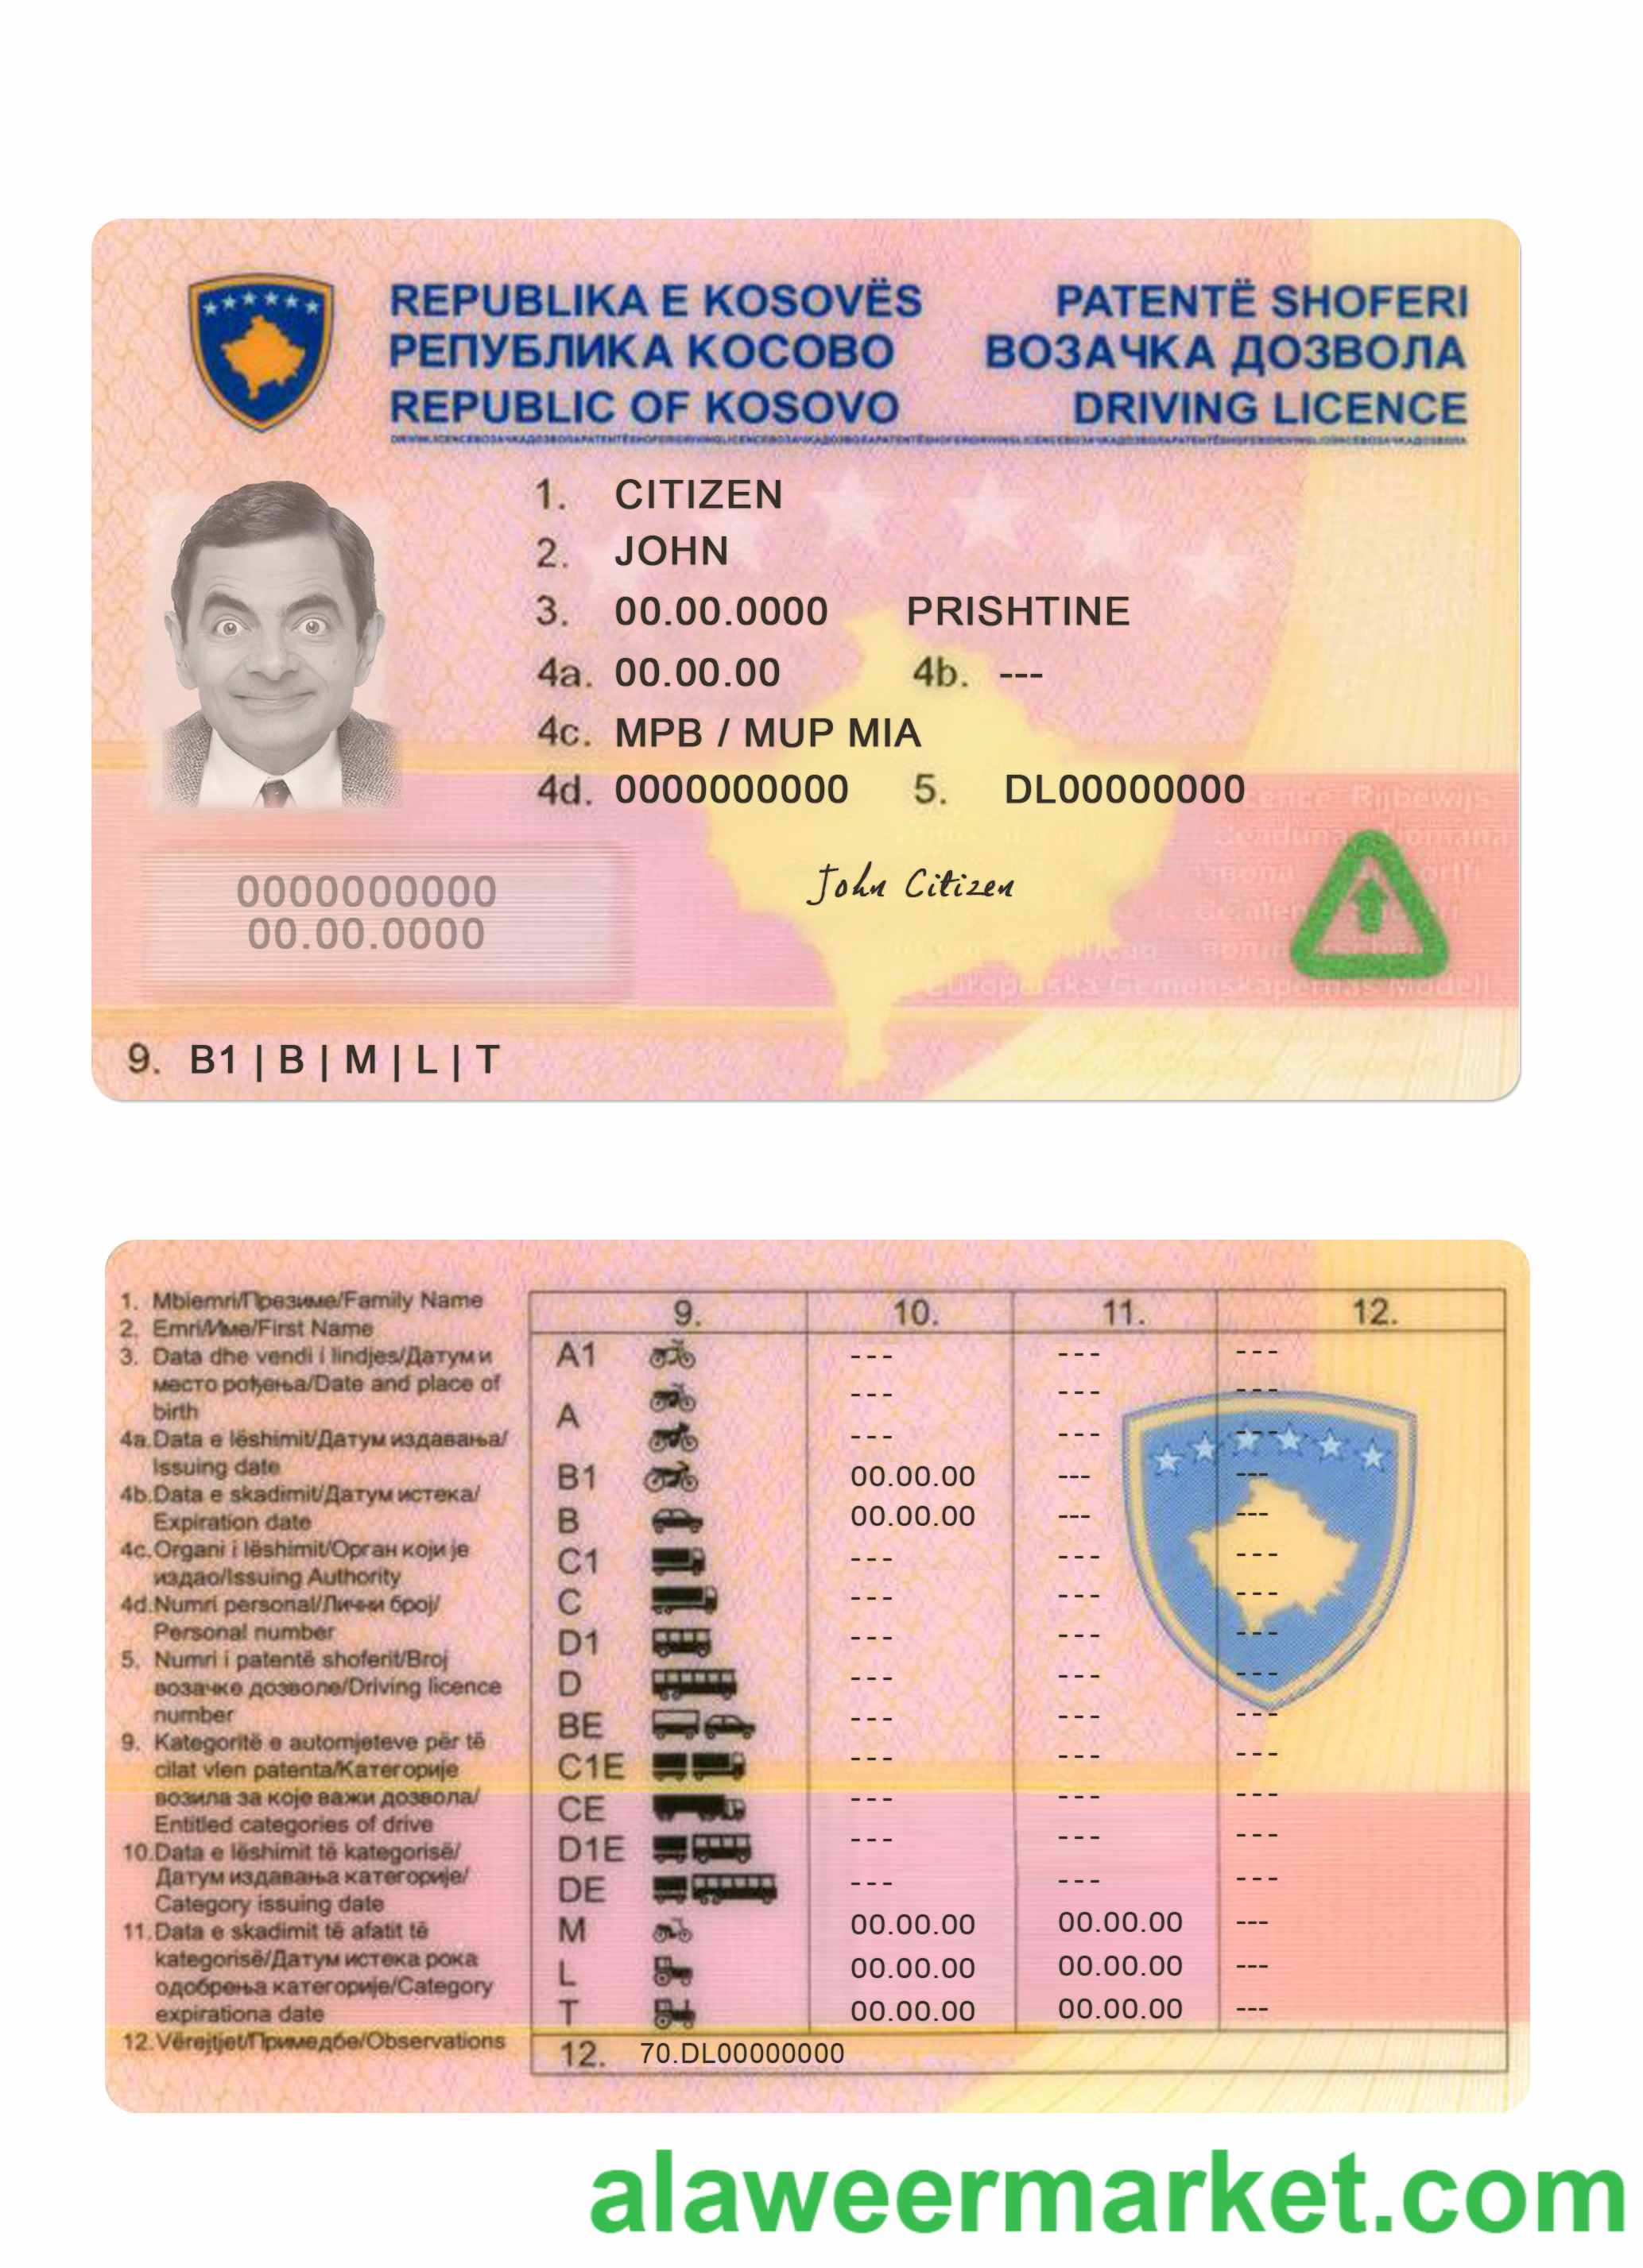 REPUBLIKA E KOSOVËS
РЕПУБЛИКА КОСОВО
REPUBLIC OF KOSOVO
PATENTË SHOFERI
ВОЗАЧКА ДОЗВОЛА
DRIVING LICENCE
1. CITIZEN
2. JOHN
3. 00.00.0000 PRISHTINE
4a. 00.00.00 4b. ---
4c. MPB / MUP MIA
4d. 0000000000 5. DL00000000
John Citizen
0000000000
00.00.0000
9. B1 | B | M | L | T
Rijbewijs
Europeiska Gemenskapernas Modell
1. Mbiemri/Презиме/Family Name
2. Emri/Име/First Name
3. Data dhe vendi i lindjes/Датум и
место рођења/Date and place of
birth
4a.Data e lëshimit/Датум издавања/
Issuing date
4b.Data e skadimit/Датум истека/
Expiration date
4c.Organi i lëshimit/Орган који је
издао/Issuing Authority
4d.Numri personal/Лични број/
Personal number
5. Numri i patentë shoferit/Broj
возачке дозволе/Driving licence
number
9. Kategoritë e automjeteve për të
cilat vlen patenta/Категорије
возила за које важи дозвола/
Entitled categories of drive
10.Data e lëshimit të kategorisë/
Датум издавања категорије/
Category issuing date
11.Data e skadimit të afatit të
kategorisë/Датум истека рока
одобрења категорије/Category
expirationa date
12.Vërejtjet/Примедбе/Observations
9. 10. 11. 12.
A1 --- --- ---
--- --- ---
A
--- --- ---
B1 00.00.00 --- ---
B 00.00.00 --- ---
C1 --- --- ---
C --- --- ---
D1 --- --- ---
D --- --- ---
BE --- --- ---
C1E --- --- ---
CE --- --- ---
D1E --- --- ---
DE --- --- ---
M 00.00.00 00.00.00 ---
L 00.00.00 00.00.00 ---
T 00.00.00 00.00.00 ---
12. 70.DL00000000
alaweermarket.com